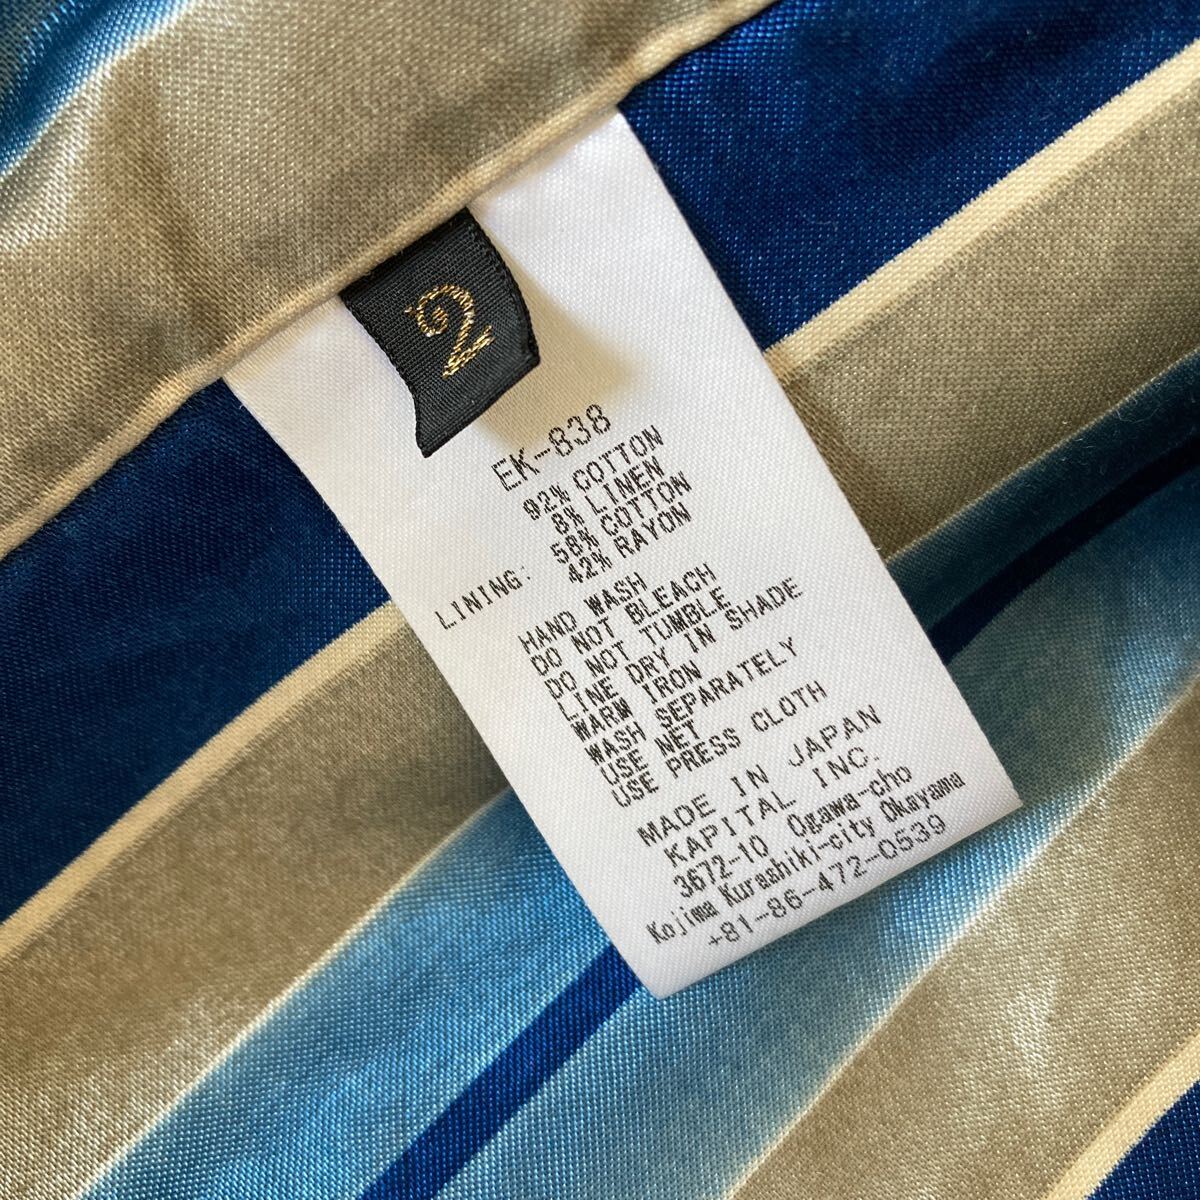 2
EK-838
92% COTTON
8% LINEN
LINING: 58% COTTON
42% RAYON
HAND WASH
DO NOT BLEACH
DO NOT TUMBLE
LINE DRY IN SHADE
WARM IRON
WASH SEPARATELY
USE NET
USE PRESS CLOTH
MADE IN JAPAN
KAPITAL INC.
3672-10 Ogawa-cho
Kojima Kurashiki-city Okayama
+81-86-472-0539